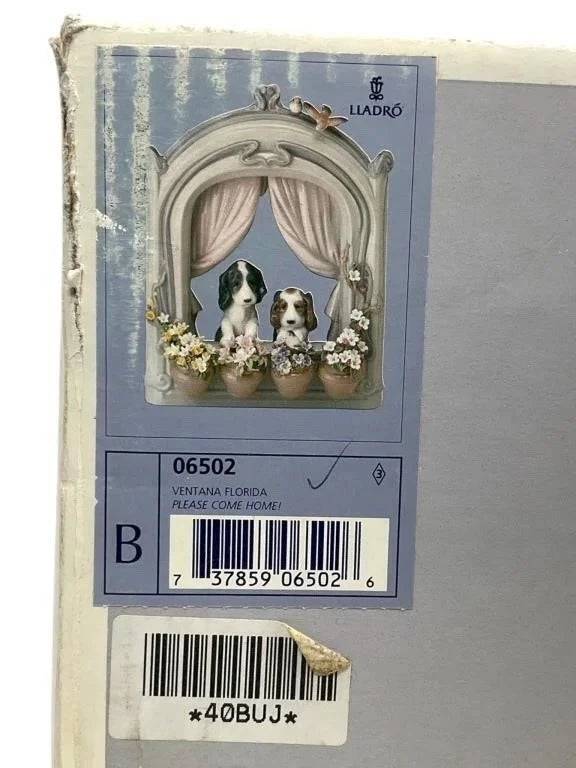 LLADRÓ
06502
3
VENTANA FLORIDA
PLEASE COME HOME!
B
7 37859 06502 6
*40BUJ*